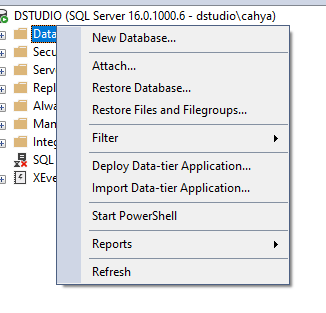 DSTUDIO (SQL Server 16.0.1000.6 - dstudio\cahya)
Data
New Database...
Secu
Attach...
Serve
Restore Database...
Repl
Restore Files and Filegroups...
Alwa
Man
Filter
Integ
Deploy Data-tier Application...
SQL
Import Data-tier Application...
XEve
Start PowerShell
Reports
Refresh